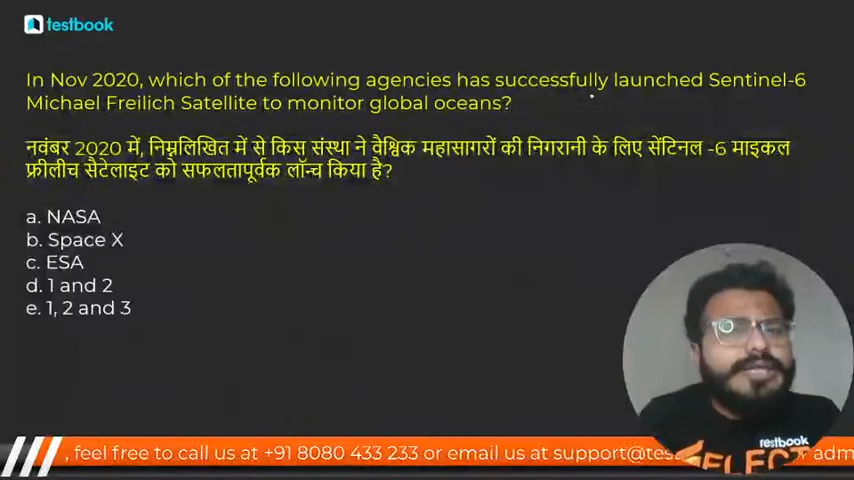 testbook
In Nov 2020, which of the following agencies has successfully launched Sentinel-6
Michael Freilich Satellite to monitor global oceans?
नवंबर 2020 में, निम्नलिखित में से किस संस्था ने वैश्विक महासागरों की निगरानी के लिए सेंटिनल -6 माइकल
फ्रीलीच सैटेलाइट को सफलतापूर्वक लॉन्च किया है?
a. NASA
b. Space X
c. ESA
d. 1 and 2
e. 1, 2 and 3
testbook
SELECT
, feel free to call us at +91 8080 433 233 or email us at support@tes